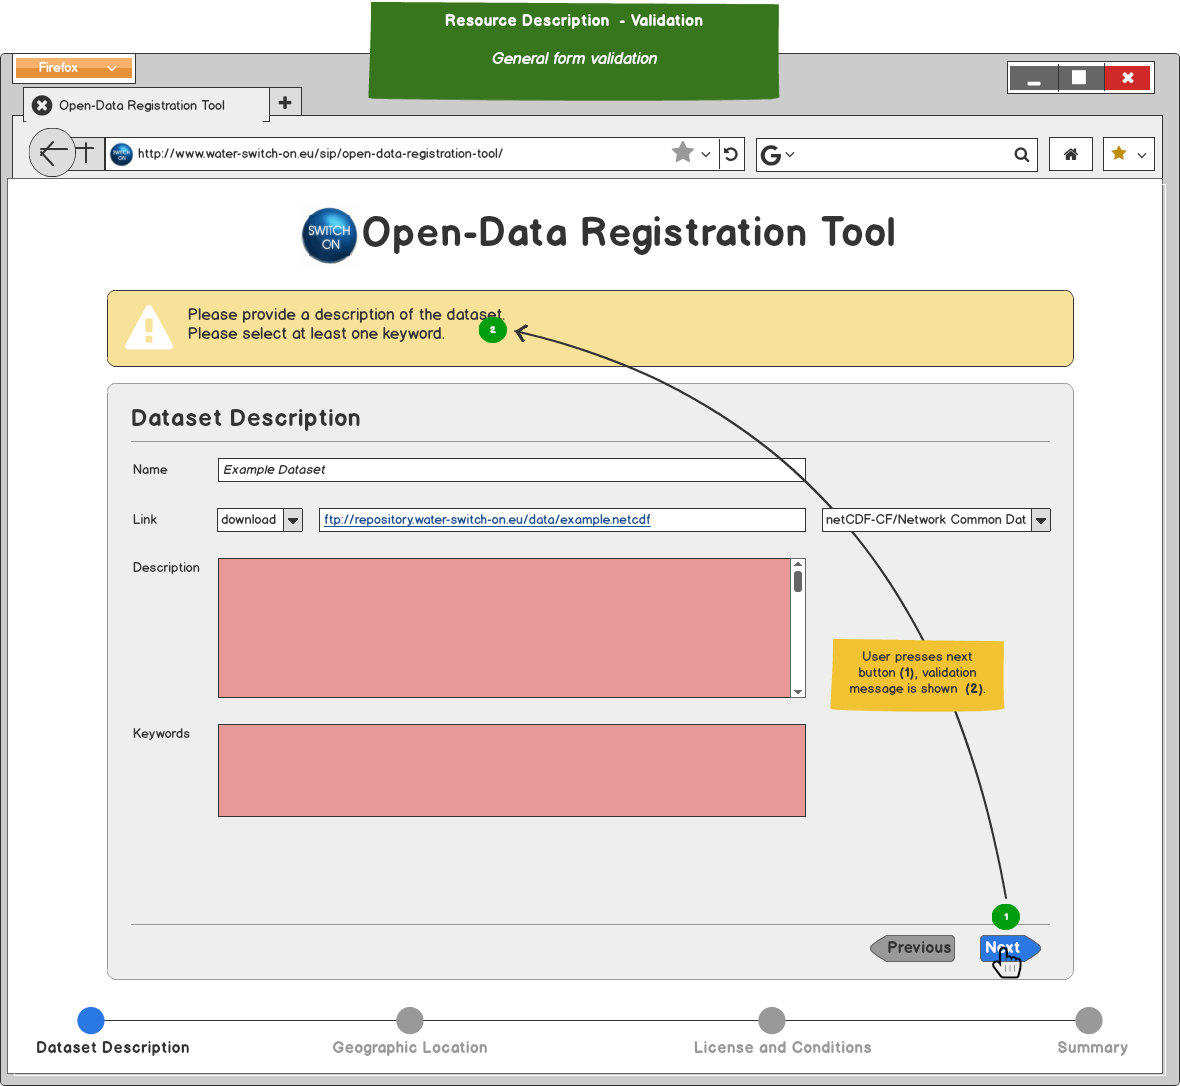 Resource Description - Validation
General form validation
Firefox
Open-Data Registration Tool
SWITCH
ON
http://www.water-switch-on.eu/sip/open-data-registration-tool/
G
SWITCH
ON
Open-Data Registration Tool
Please provide a description of the dataset.
Please select at least one keyword.
2
Dataset Description
Name
Example Dataset
Link
download
ftp://repository.water-switch-on.eu/data/example.netcdf
netCDF-CF/Network Common Dat
Description
User presses next
button (1), validation
message is shown (2).
Keywords
1
Previous
Next
Dataset Description
Geographic Location
License and Conditions
Summary